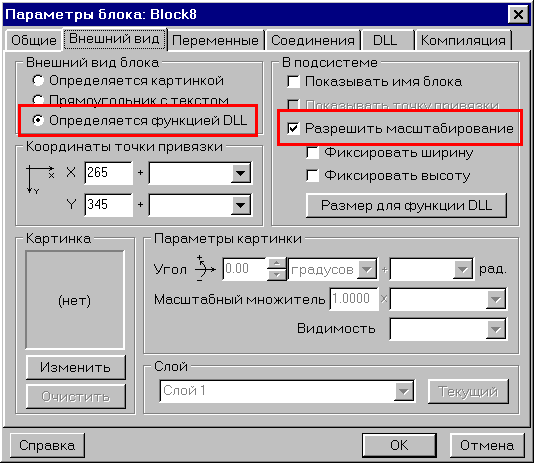 Параметры блока: Block8
Общие Внешний вид Переменные Соединения DLL Компиляция
Внешний вид блока
Определяется картинкой
Прямоугольник с текстом
Определяется функцией DLL
В подсистеме
Показывать имя блока
Показывать точку привязки
Разрешить масштабирование
Фиксировать ширину
Фиксировать высоту
Размер для функции DLL
Координаты точки привязки
X X 265 +
Y Y 345 +
Картинка
(нет)
Изменить
Очистить
Параметры картинки
Угол + - 0.00 градусов + рад.
Масштабный множитель 1.0000 x
Видимость
Слой
Слой 1 Текущий
Справка OK Отмена